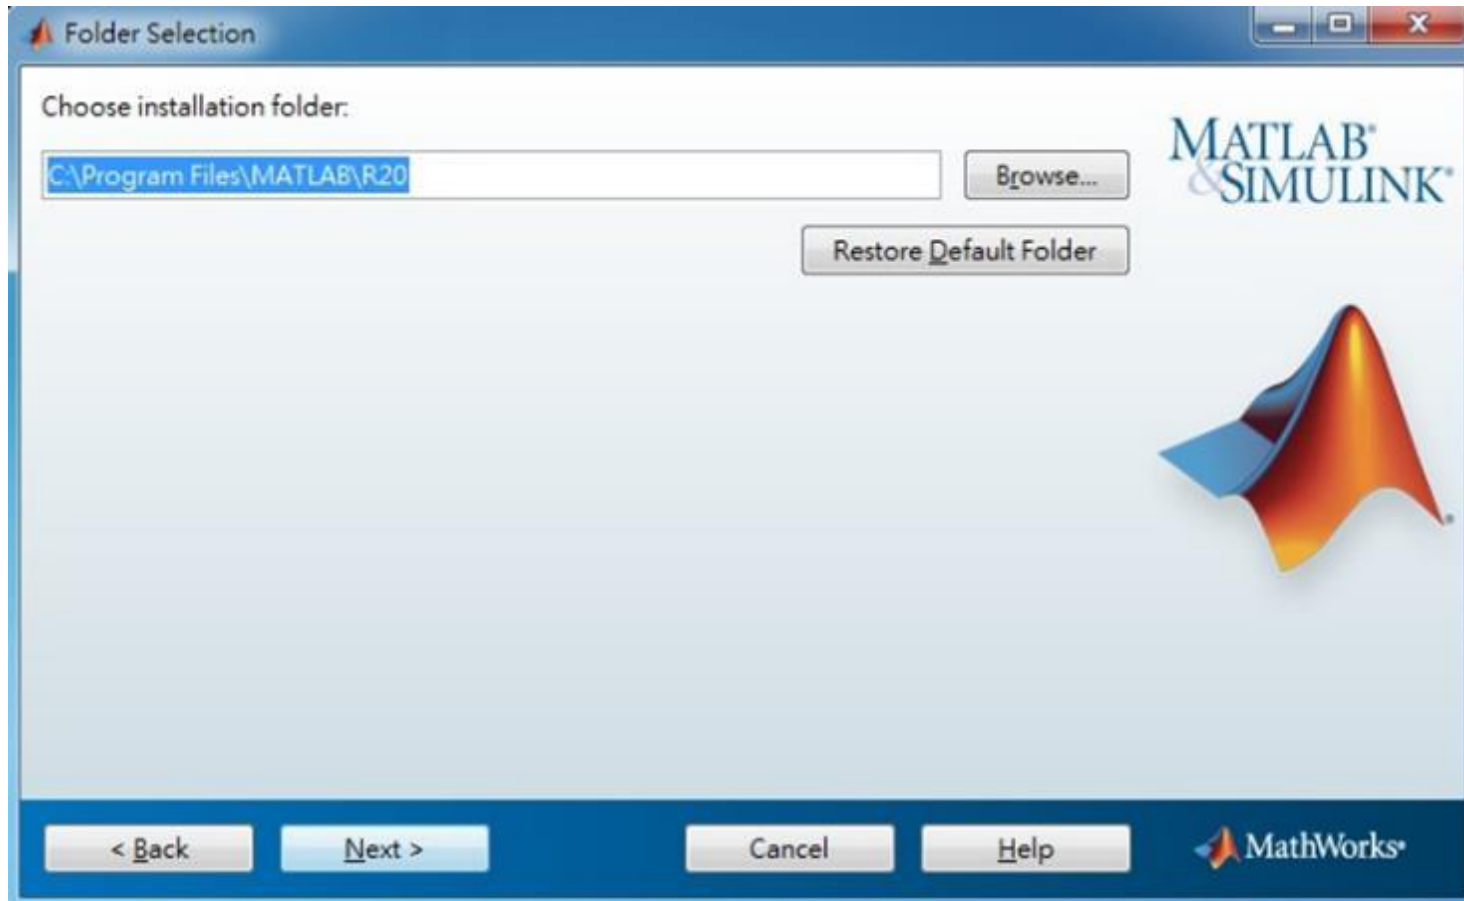 Folder Selection
Choose installation folder:
C:\Program Files\MATLAB\R20
Browse...
Restore Default Folder
MATLAB®
&SIMULINK®
< Back
Next >
Cancel
Help
MathWorks®